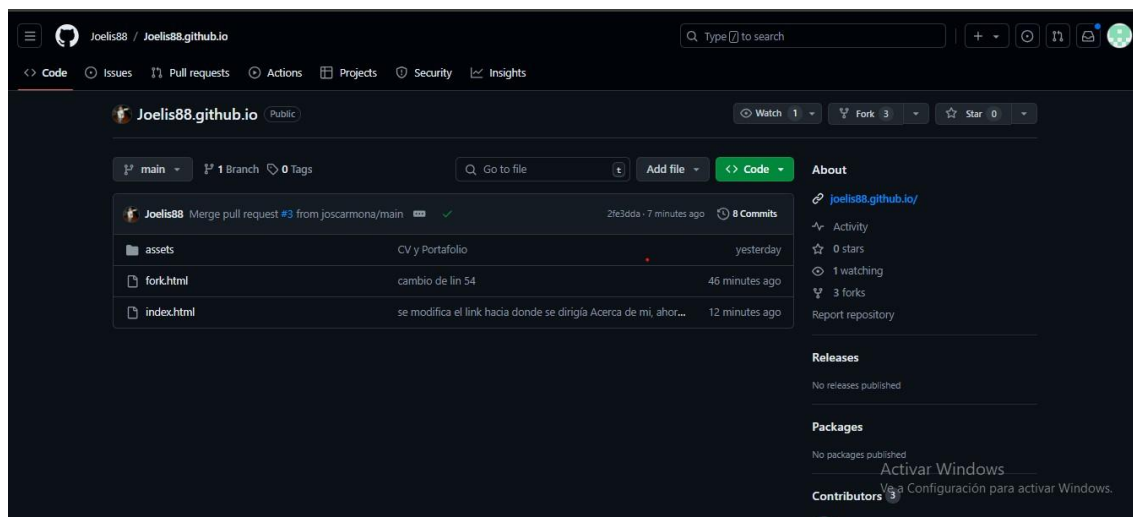 Joelis88 / Joelis88.github.io
Type / to search
Code Issues Pull requests Actions Projects Security Insights
Joelis88.github.io Public
Watch 1 Fork 3 Star 0
main 1 Branch 0 Tags Go to file t Add file Code
Joelis88 Merge pull request #3 from joscarmona/main 2fe3dda · 7 minutes ago 8 Commits
assets CV y Portafolio yesterday
fork.html cambio de lin 54 46 minutes ago
index.html se modifica el link hacia donde se dirigía Acerca de mi, ahor... 12 minutes ago
About
joelis88.github.io/
Activity
0 stars
1 watching
3 forks
Report repository
Releases
No releases published
Packages
No packages published
Activar Windows
Ve a Configuración para activar Windows.
Contributors 3